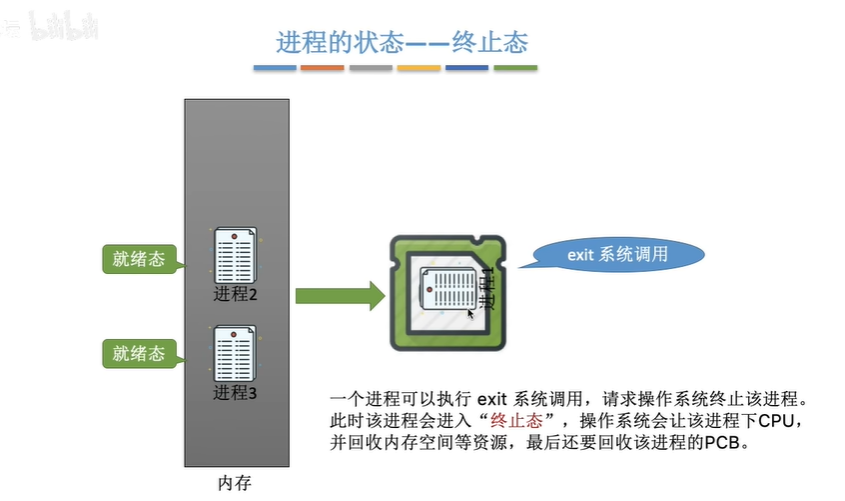 bilibili
进程的状态——终止态
就绪态
进程2
就绪态
进程3
内存
进程1
exit 系统调用
一个进程可以执行 exit 系统调用，请求操作系统终止该进程。
此时该进程会进入“终止态”，操作系统会让该进程下CPU，
并回收内存空间等资源，最后还要回收该进程的PCB。